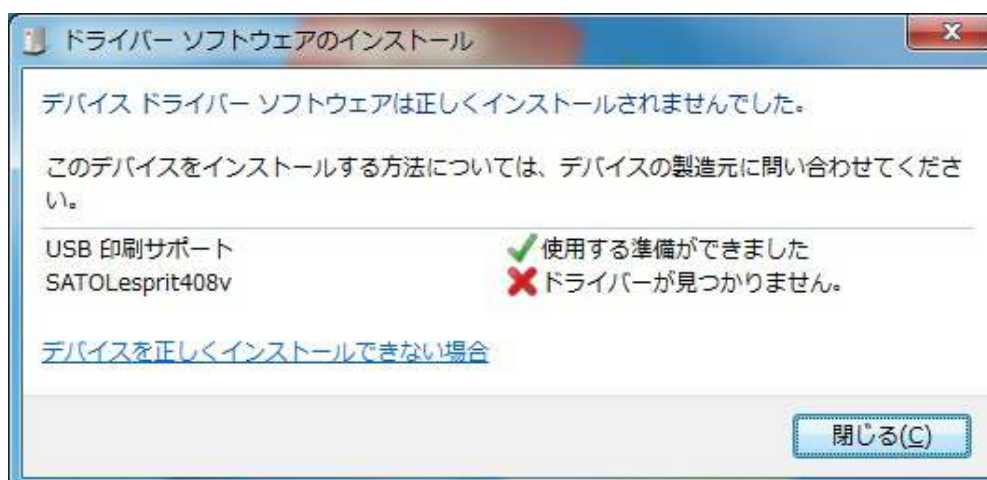 ドライバー ソフトウェアのインストール
デバイス ドライバー ソフトウェアは正しくインストールされませんでした。
このデバイスをインストールする方法については、デバイスの製造元に問い合わせてくださ
い。
USB 印刷サポート 使用する準備ができました
SATOLesprit408v ドライバーが見つかりません。
デバイスを正しくインストールできない場合
閉じる(C)